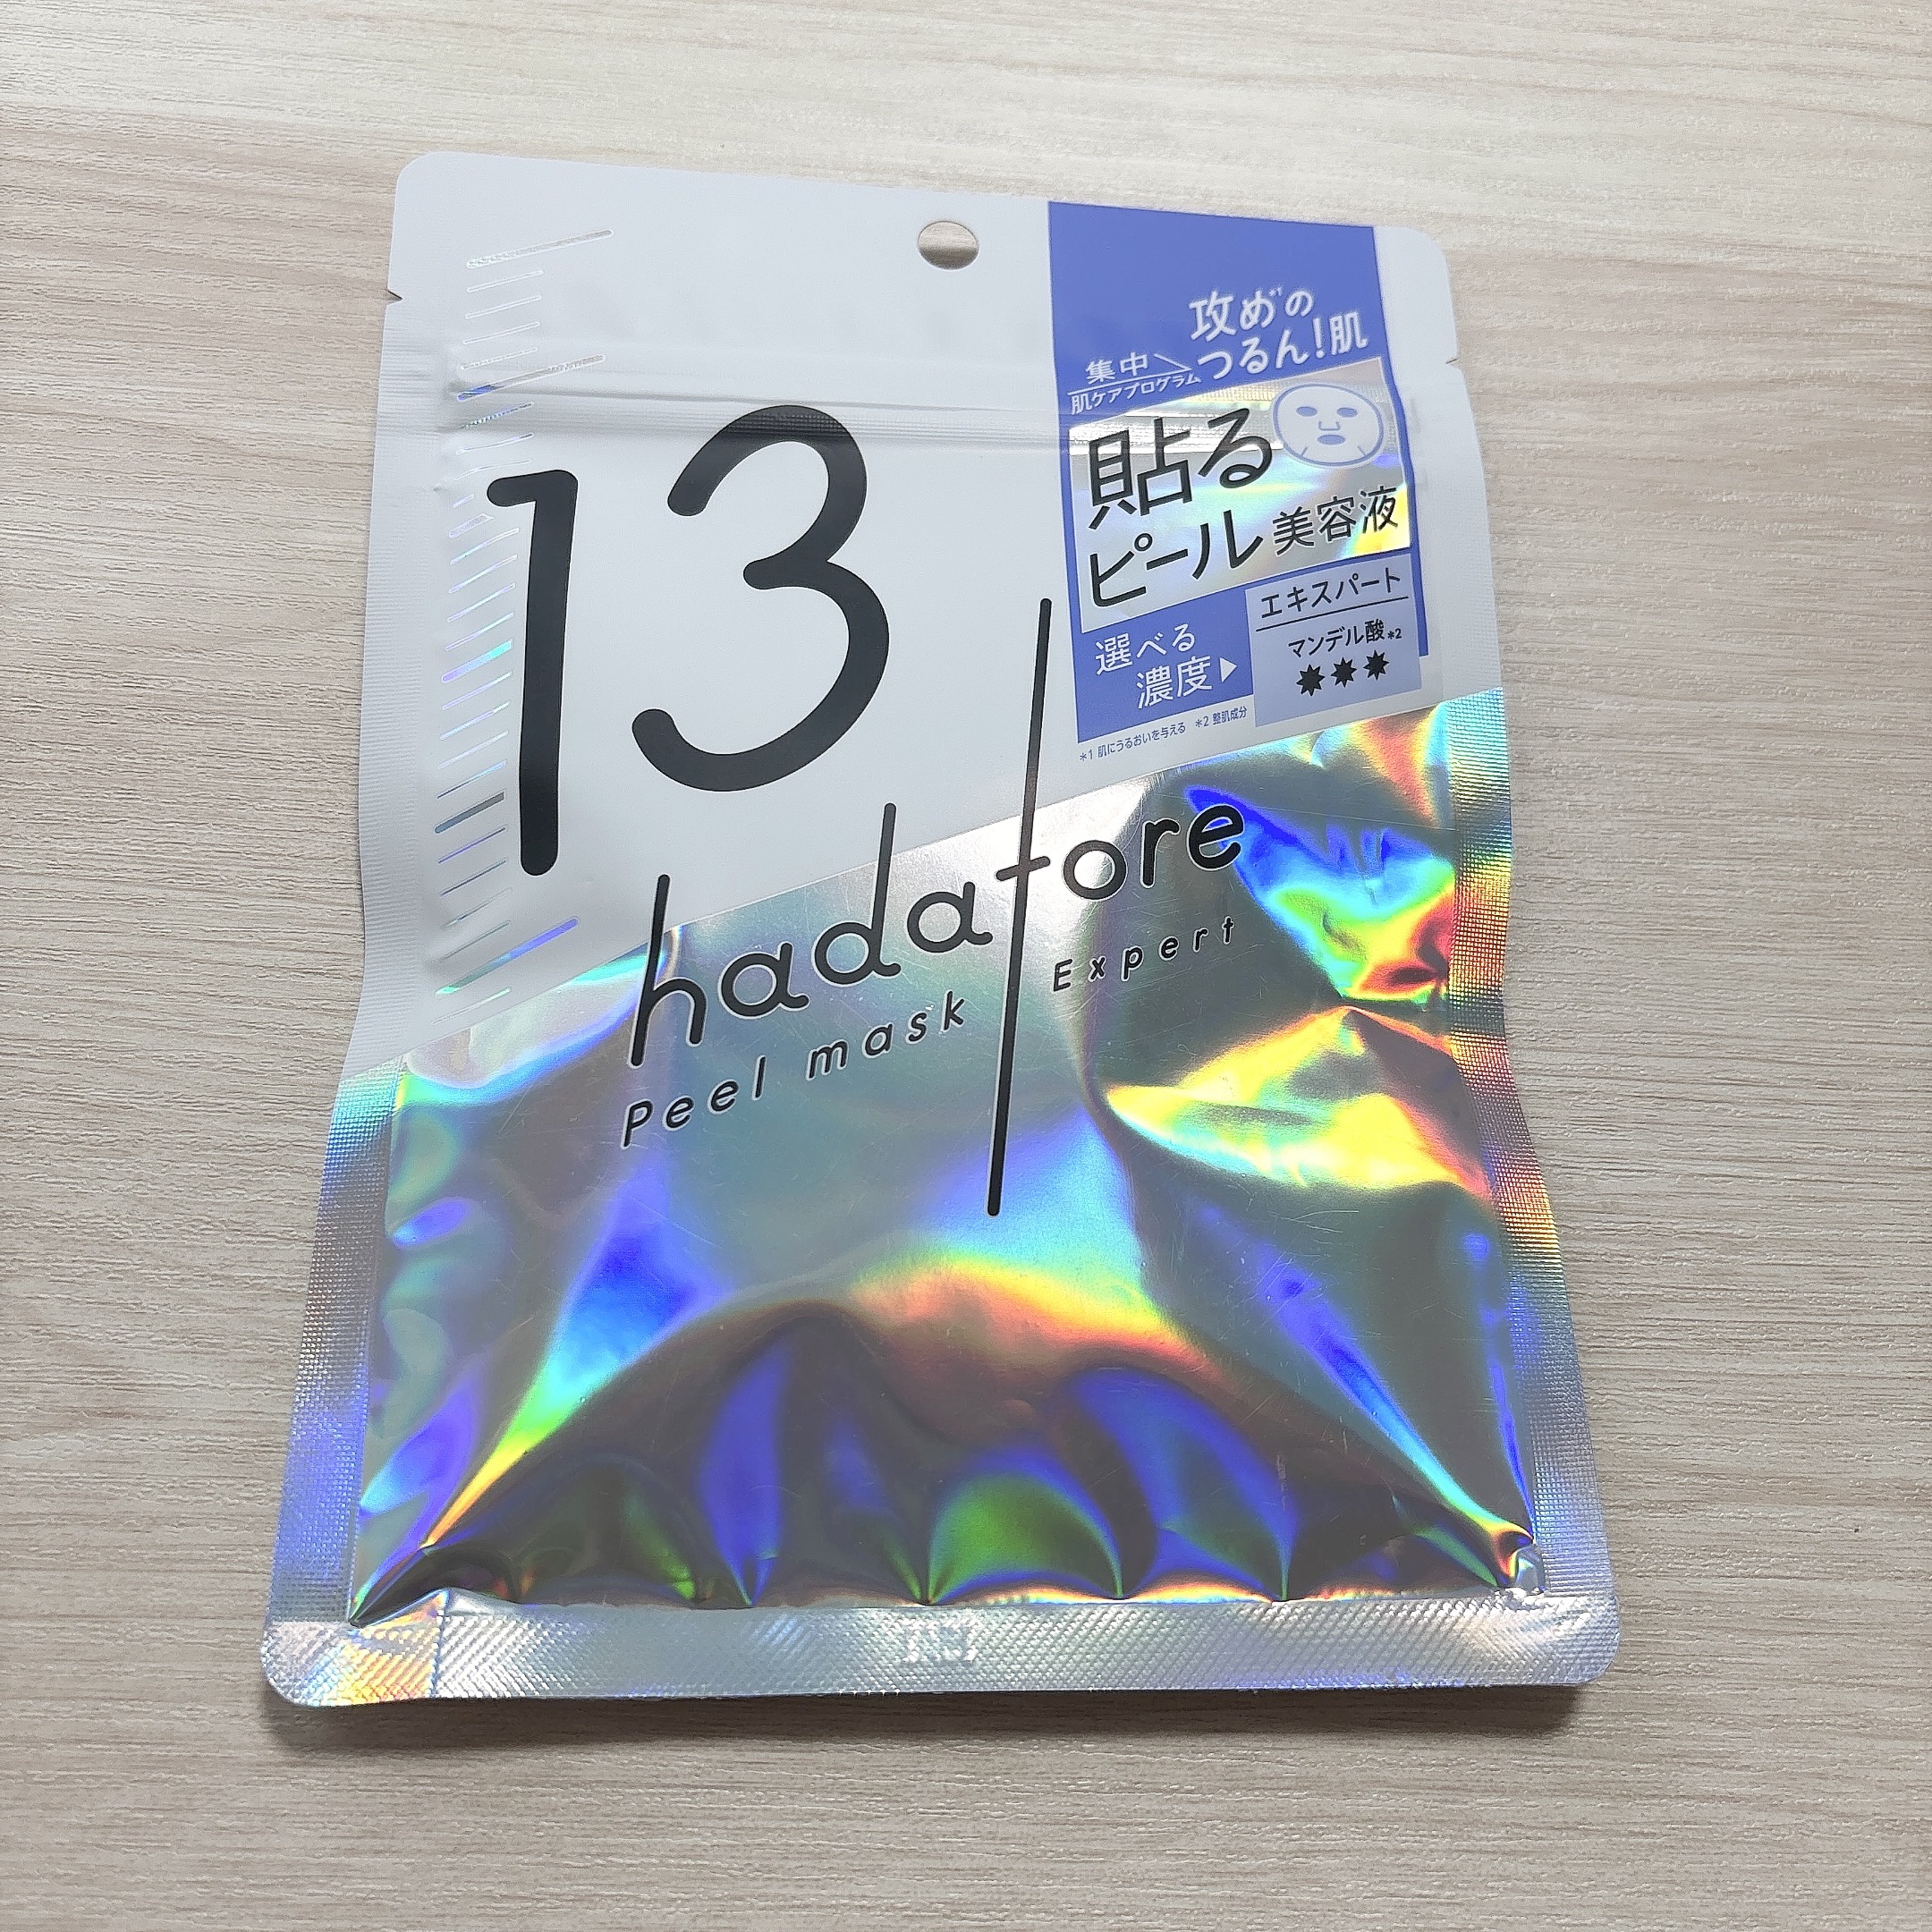 攻め*1の
つるん!肌
集中
肌ケアプログラム
貼る
ピール美容液
エキスパート
マンデル酸*2
選べる
濃度
*1 肌にうるおいを与える *2 整肌成分
13
hadatore
Peel mask Expert